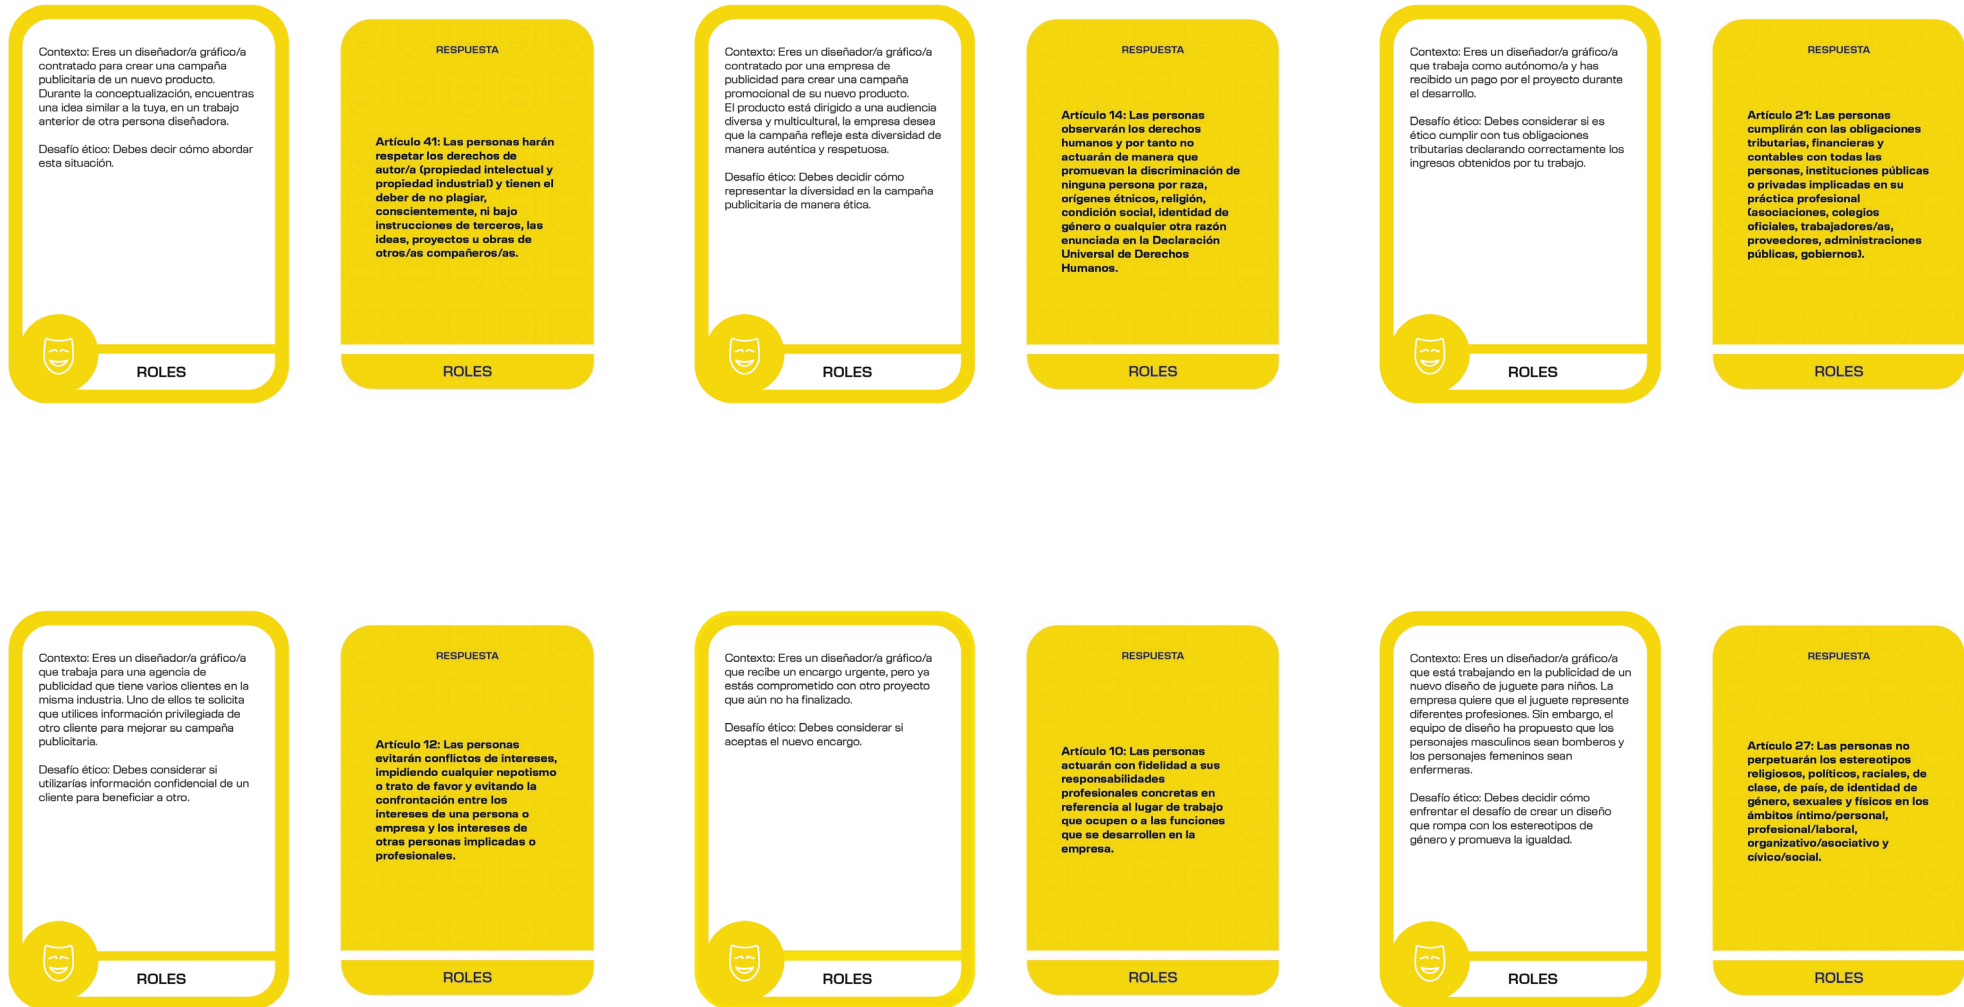 Contexto: Eres un diseñador/a gráfico/a
contratado para crear una campaña
publicitaria de un nuevo producto.
Durante la conceptualización, encuentras
una idea similar a la tuya, en un trabajo
anterior de otra persona diseñadora.
Desafío ético: Debes decir cómo abordar
esta situación.
ROLES
RESPUESTA
Artículo 41: Las personas harán
respetar los derechos de
autor/a (propiedad intelectual y
propiedad industrial) y tienen el
deber de no plagiar,
conscientemente, ni bajo
instrucciones de terceros, las
ideas, proyectos u obras de
otros/as compañeros/as.
ROLES
Contexto: Eres un diseñador/a gráfico/a
contratado por una empresa de
publicidad para crear una campaña
promocional de su nuevo producto.
El producto está dirigido a una audiencia
diversa y multicultural, la empresa desea
que la campaña refleje esta diversidad de
manera auténtica y respetuosa.
Desafío ético: Debes decidir cómo
representar la diversidad en la campaña
publicitaria de manera ética.
ROLES
RESPUESTA
Artículo 14: Las personas
observarán los derechos
humanos y por tanto no
actuarán de manera que
promuevan la discriminación de
ninguna persona por raza,
orígenes étnicos, religión,
condición social, identidad de
género o cualquier otra razón
enunciada en la Declaración
Universal de Derechos
Humanos.
ROLES
Contexto: Eres un diseñador/a gráfico/a
que trabaja como autónomo/a y has
recibido un pago por el proyecto durante
el desarrollo.
Desafío ético: Debes considerar si es
ético cumplir con tus obligaciones
tributarias declarando correctamente los
ingresos obtenidos por tu trabajo.
ROLES
RESPUESTA
Artículo 21: Las personas
cumplirán con las obligaciones
tributarias, financieras y
contables con todas las
personas, instituciones públicas
o privadas implicadas en su
práctica profesional
(asociaciones, colegios
oficiales, trabajadores/as,
proveedores, administraciones
públicas, gobiernos).
ROLES
Contexto: Eres un diseñador/a gráfico/a
que trabaja para una agencia de
publicidad que tiene varios clientes en la
misma industria. Uno de ellos te solicita
que utilices información privilegiada de
otro cliente para mejorar su campaña
publicitaria.
Desafío ético: Debes considerar si
utilizarías información confidencial de un
cliente para beneficiar a otro.
ROLES
RESPUESTA
Artículo 12: Las personas
evitarán conflictos de intereses,
impidiendo cualquier nepotismo
o trato de favor y evitando la
confrontación entre los
intereses de una persona o
empresa y los intereses de
otras personas implicadas o
profesionales.
ROLES
Contexto: Eres un diseñador/a gráfico/a
que recibe un encargo urgente, pero ya
estás comprometido con otro proyecto
que aún no ha finalizado.
Desafío ético: Debes considerar si
aceptas el nuevo encargo.
ROLES
RESPUESTA
Artículo 10: Las personas
actuarán con fidelidad a sus
responsabilidades
profesionales concretas en
referencia al lugar de trabajo
que ocupen o a las funciones
que se desarrollen en la
empresa.
ROLES
Contexto: Eres un diseñador/a gráfico/a
que está trabajando en la publicidad de un
nuevo diseño de juguete para niños. La
empresa quiere que el juguete represente
diferentes profesiones. Sin embargo, el
equipo de diseño ha propuesto que los
personajes masculinos sean bomberos y
los personajes femeninos sean
enfermeras.
Desafío ético: Debes decidir cómo
enfrentar el desafío de crear un diseño
que rompa con los estereotipos de
género y promueva la igualdad.
ROLES
RESPUESTA
Artículo 27: Las personas no
perpetuarán los estereotipos
religiosos, políticos, raciales, de
clase, de país, de identidad de
género, sexuales y físicos en los
ámbitos íntimo/personal,
profesional/laboral,
organizativo/asociativo y
cívico/social.
ROLES